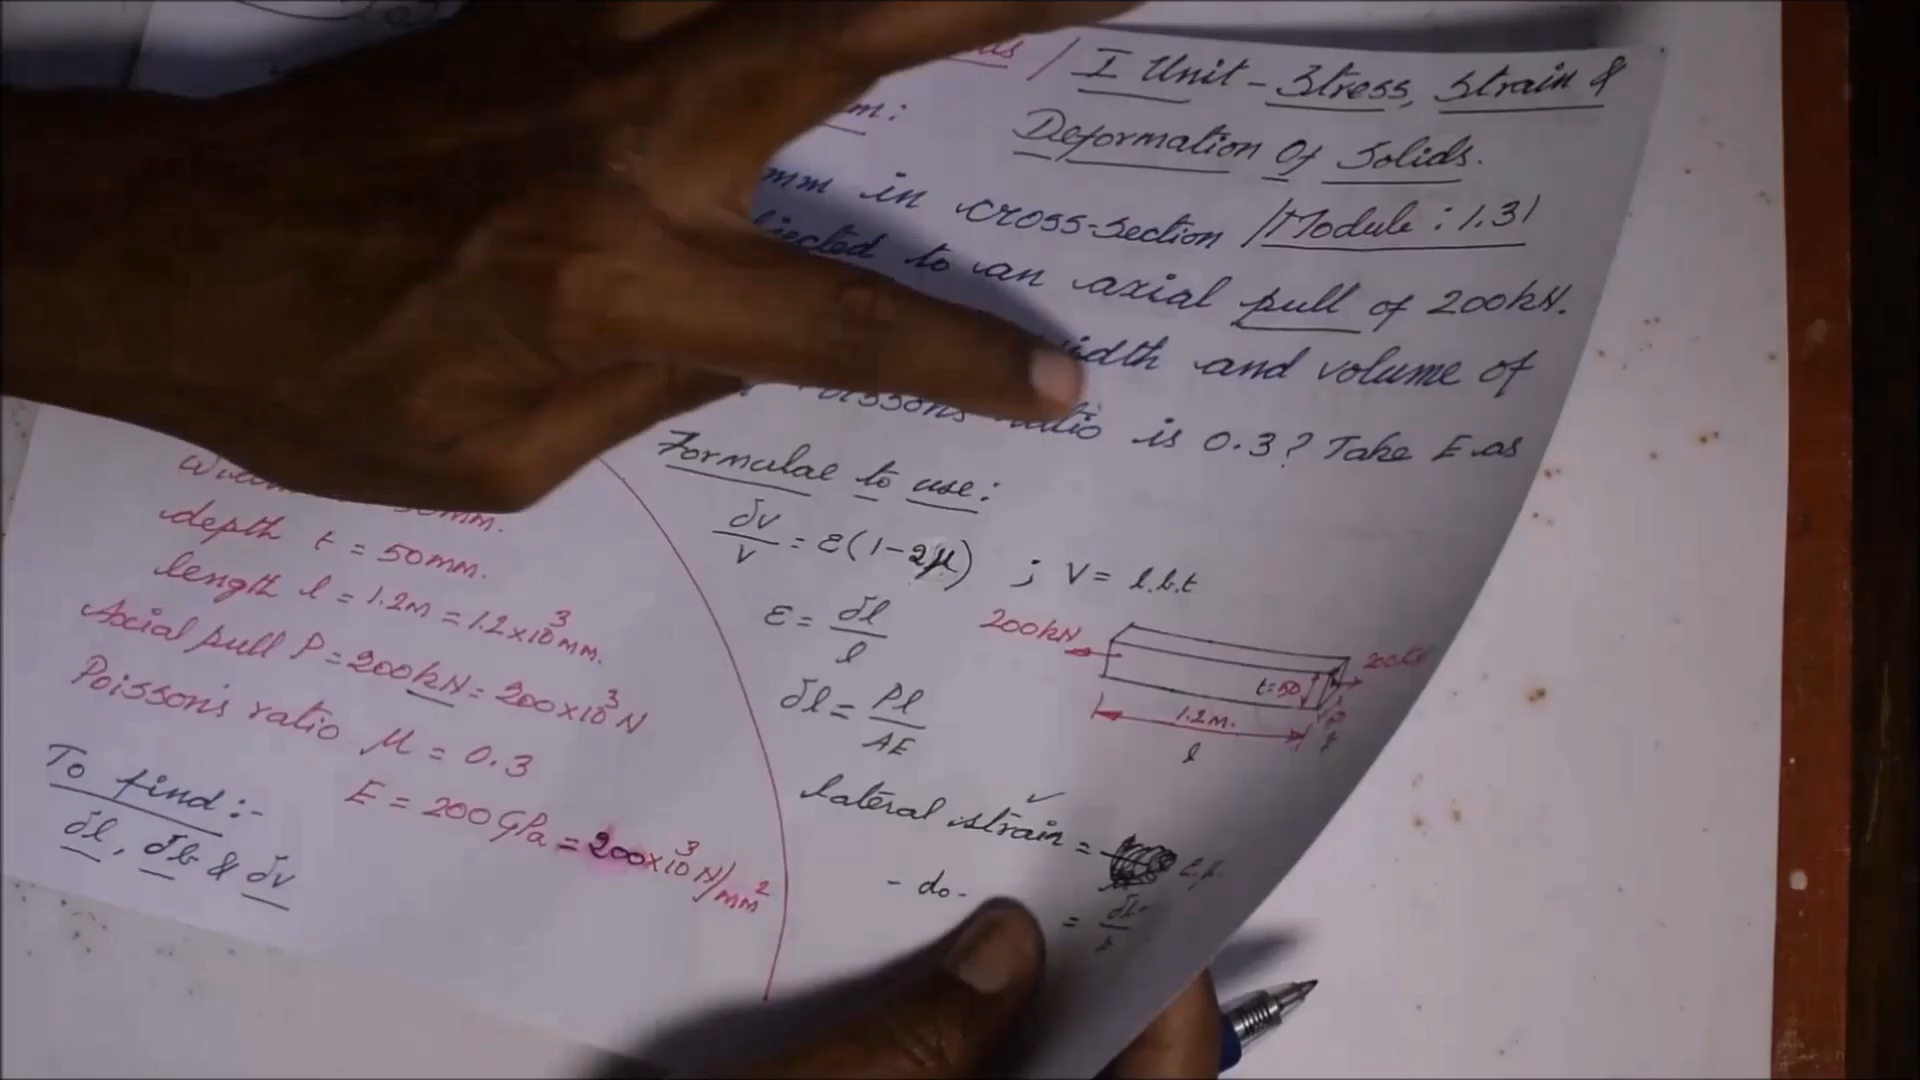 / I Unit - Stress, Strain &
Deformation Of Solids.
mm in cross-section / Module : 1.31
to an axial pull of 200kN.
and volume of
ratio is 0.3? Take E as
Formulae to use:
δv/v = ε(1-2μ) ; V = l.b.t
ε = δl/l
δl = Pl/AE
lateral strain =
- do - =
200kN
t=50
1.2m.
l
depth t = 50mm.
length l = 1.2m = 1.2×10³mm.
Axial pull P = 200kN = 200×10³N
Poisson's ratio μ = 0.3
E = 200GPa = 200×10³N/mm²
To find:-
δl, δb & δv